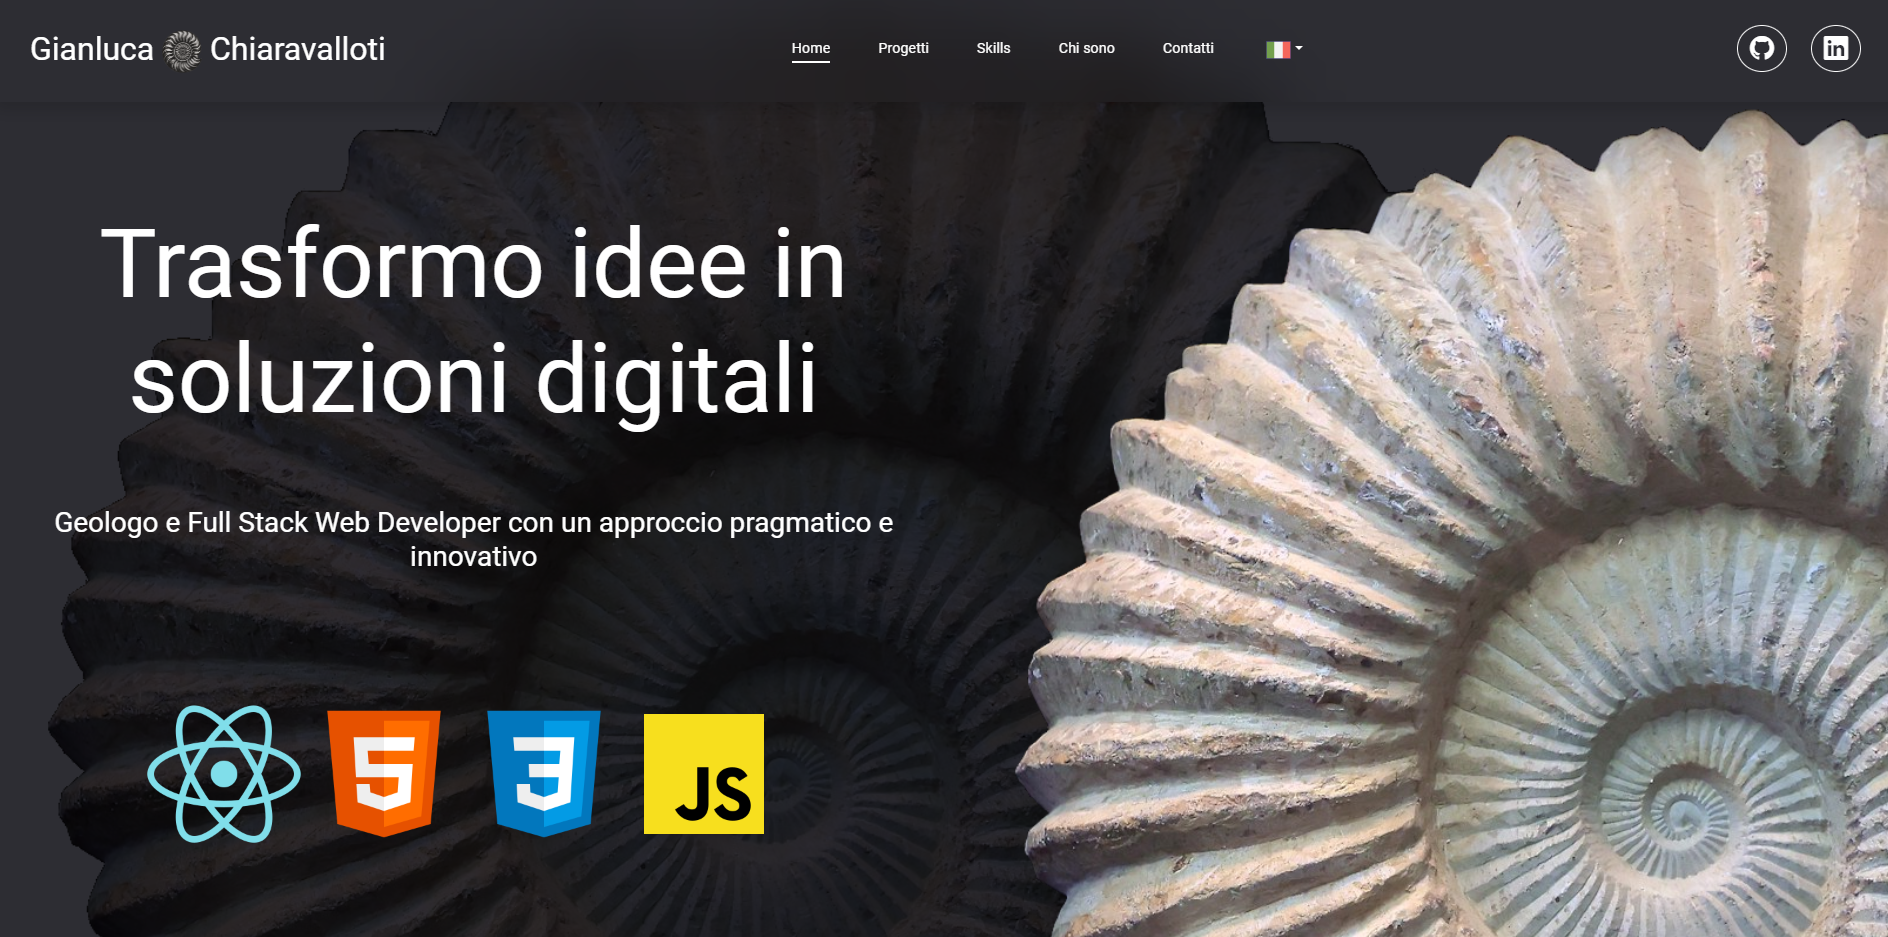 Gianluca Chiaravalloti
Home Progetti Skills Chi sono Contatti
in
Trasformo idee in
soluzioni digitali
Geologo e Full Stack Web Developer con un approccio pragmatico e
innovativo
5 3 JS